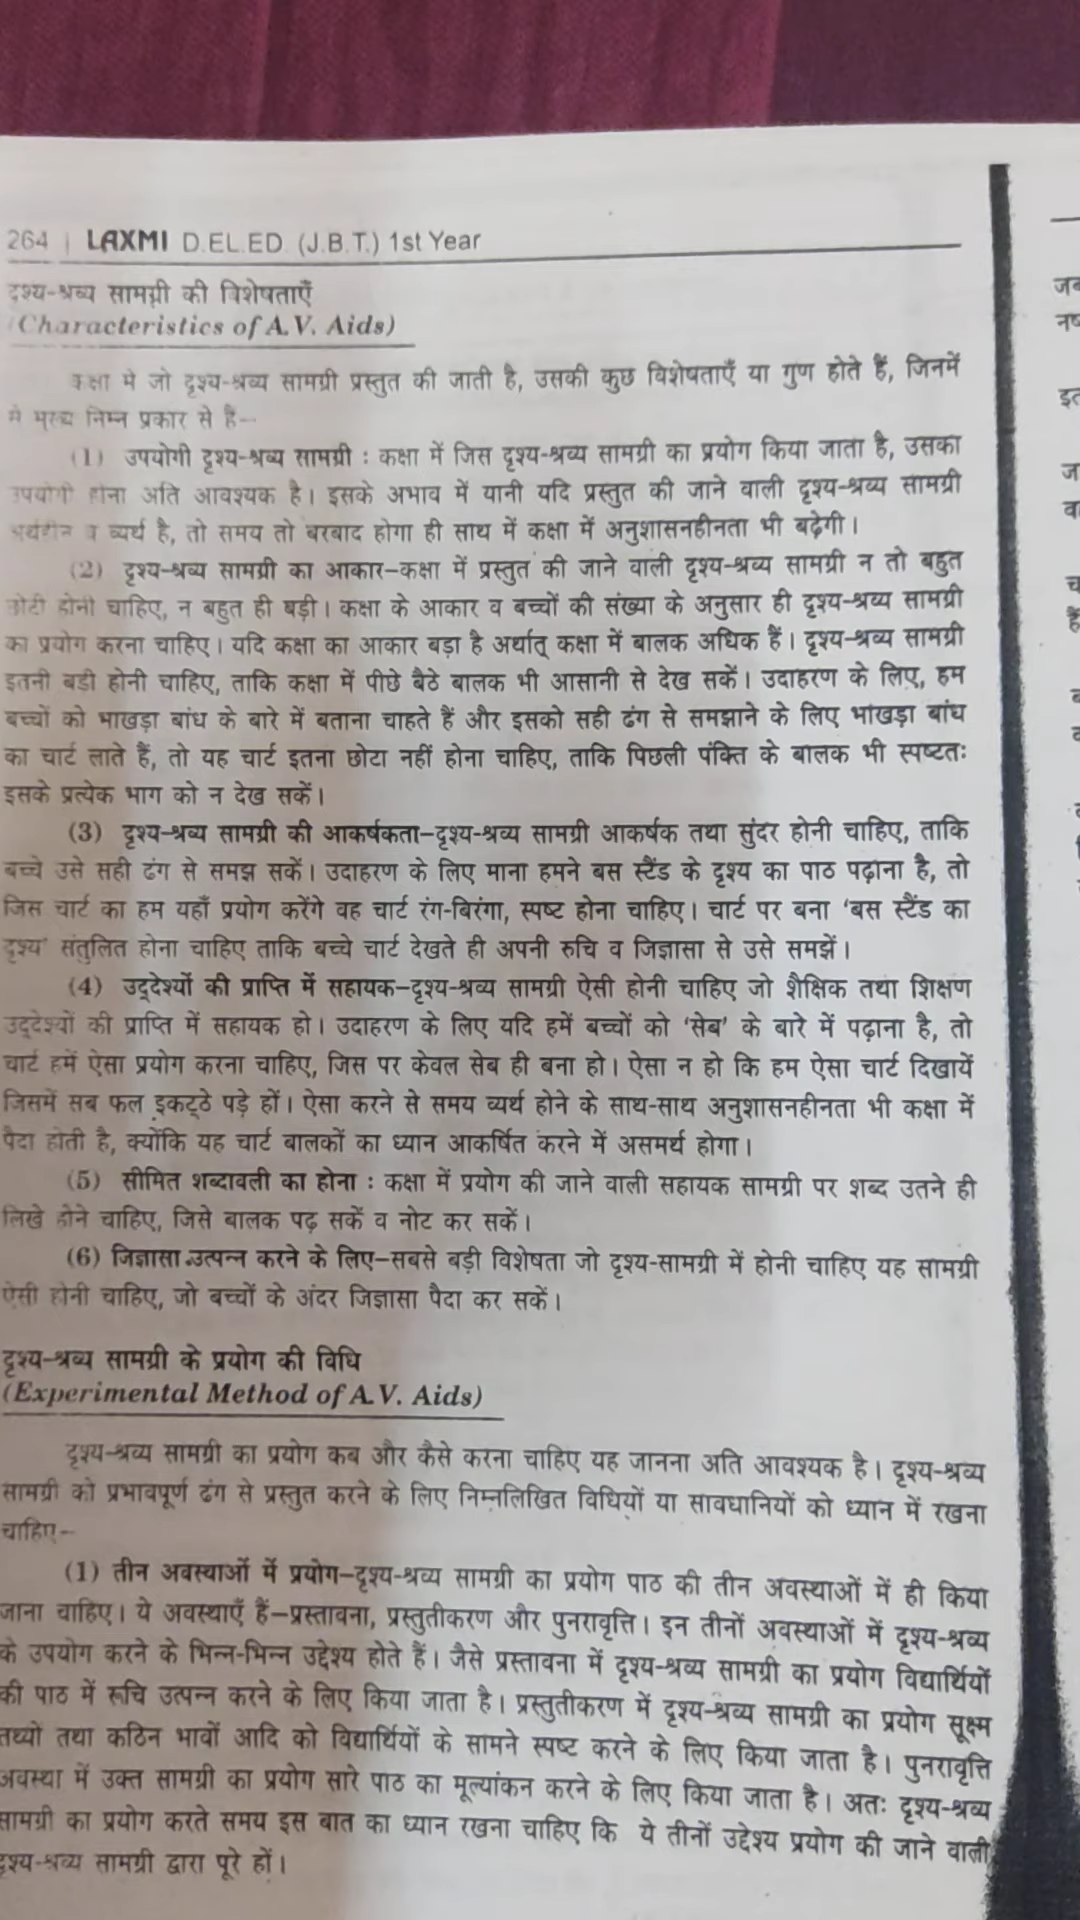 264 | LAXMI D.EL.ED (J.B.T.) 1st Year
दृश्य-श्रव्य सामग्री की विशेषताएँ
(Characteristics of A.V. Aids)
कक्षा में जो दृश्य-श्रव्य सामग्री प्रस्तुत की जाती है, उसकी कुछ विशेषताएँ या गुण होते हैं, जिनमें
से मुख्य निम्न प्रकार से हैं–
(1) उपयोगी दृश्य-श्रव्य सामग्री : कक्षा में जिस दृश्य-श्रव्य सामग्री का प्रयोग किया जाता है, उसका
उपयोगी होना अति आवश्यक है। इसके अभाव में यानी यदि प्रस्तुत की जाने वाली दृश्य-श्रव्य सामग्री
अर्थहीन व व्यर्थ है, तो समय तो बरबाद होगा ही साथ में कक्षा में अनुशासनहीनता भी बढ़ेगी।
(2) दृश्य-श्रव्य सामग्री का आकार–कक्षा में प्रस्तुत की जाने वाली दृश्य-श्रव्य सामग्री न तो बहुत
छोटी होनी चाहिए, न बहुत ही बड़ी। कक्षा के आकार व बच्चों की संख्या के अनुसार ही दृश्य-श्रव्य सामग्री
का प्रयोग करना चाहिए। यदि कक्षा का आकार बड़ा है अर्थात् कक्षा में बालक अधिक हैं। दृश्य-श्रव्य सामग्री
इतनी बड़ी होनी चाहिए, ताकि कक्षा में पीछे बैठे बालक भी आसानी से देख सकें। उदाहरण के लिए, हम
बच्चों को भाखड़ा बांध के बारे में बताना चाहते हैं और इसको सही ढंग से समझाने के लिए भांखड़ा बांध
का चार्ट लाते हैं, तो यह चार्ट इतना छोटा नहीं होना चाहिए, ताकि पिछली पंक्ति के बालक भी स्पष्टतः
इसके प्रत्येक भाग को न देख सकें।
(3) दृश्य-श्रव्य सामग्री की आकर्षकता–दृश्य-श्रव्य सामग्री आकर्षक तथा सुंदर होनी चाहिए, ताकि
बच्चे उसे सही ढंग से समझ सकें। उदाहरण के लिए माना हमने बस स्टैंड के दृश्य का पाठ पढ़ाना है, तो
जिस चार्ट का हम यहाँ प्रयोग करेंगे वह चार्ट रंग-बिरंगा, स्पष्ट होना चाहिए। चार्ट पर बना 'बस स्टैंड का
दृश्य' संतुलित होना चाहिए ताकि बच्चे चार्ट देखते ही अपनी रुचि व जिज्ञासा से उसे समझें।
(4) उद्देश्यों की प्राप्ति में सहायक–दृश्य-श्रव्य सामग्री ऐसी होनी चाहिए जो शैक्षिक तथा शिक्षण
उद्देश्यों की प्राप्ति में सहायक हो। उदाहरण के लिए यदि हमें बच्चों को 'सेब' के बारे में पढ़ाना है, तो
चार्ट हमें ऐसा प्रयोग करना चाहिए, जिस पर केवल सेब ही बना हो। ऐसा न हो कि हम ऐसा चार्ट दिखायें
जिसमें सब फल इकट्ठे पड़े हों। ऐसा करने से समय व्यर्थ होने के साथ-साथ अनुशासनहीनता भी कक्षा में
पैदा होती है, क्योंकि यह चार्ट बालकों का ध्यान आकर्षित करने में असमर्थ होगा।
(5) सीमित शब्दावली का होना : कक्षा में प्रयोग की जाने वाली सहायक सामग्री पर शब्द उतने ही
लिखे होने चाहिए, जिसे बालक पढ़ सकें व नोट कर सकें।
(6) जिज्ञासा उत्पन्न करने के लिए–सबसे बड़ी विशेषता जो दृश्य-सामग्री में होनी चाहिए यह सामग्री
ऐसी होनी चाहिए, जो बच्चों के अंदर जिज्ञासा पैदा कर सकें।
दृश्य-श्रव्य सामग्री के प्रयोग की विधि
(Experimental Method of A.V. Aids)
दृश्य-श्रव्य सामग्री का प्रयोग कब और कैसे करना चाहिए यह जानना अति आवश्यक है। दृश्य-श्रव्य
सामग्री को प्रभावपूर्ण ढंग से प्रस्तुत करने के लिए निम्नलिखित विधियों या सावधानियों को ध्यान में रखना
चाहिए–
(1) तीन अवस्थाओं में प्रयोग–दृश्य-श्रव्य सामग्री का प्रयोग पाठ की तीन अवस्थाओं में ही किया
जाना चाहिए। ये अवस्थाएँ हैं–प्रस्तावना, प्रस्तुतीकरण और पुनरावृत्ति। इन तीनों अवस्थाओं में दृश्य-श्रव्य
के उपयोग करने के भिन्न-भिन्न उद्देश्य होते हैं। जैसे प्रस्तावना में दृश्य-श्रव्य सामग्री का प्रयोग विद्यार्थियों
की पाठ में रूचि उत्पन्न करने के लिए किया जाता है। प्रस्तुतीकरण में दृश्य-श्रव्य सामग्री का प्रयोग सूक्ष्म
तथ्यों तथा कठिन भावों आदि को विद्यार्थियों के सामने स्पष्ट करने के लिए किया जाता है। पुनरावृत्ति
अवस्था में उक्त सामग्री का प्रयोग सारे पाठ का मूल्यांकन करने के लिए किया जाता है। अतः दृश्य-श्रव्य
सामग्री का प्रयोग करते समय इस बात का ध्यान रखना चाहिए कि ये तीनों उद्देश्य प्रयोग की जाने वाली
दृश्य-श्रव्य सामग्री द्वारा पूरे हों।